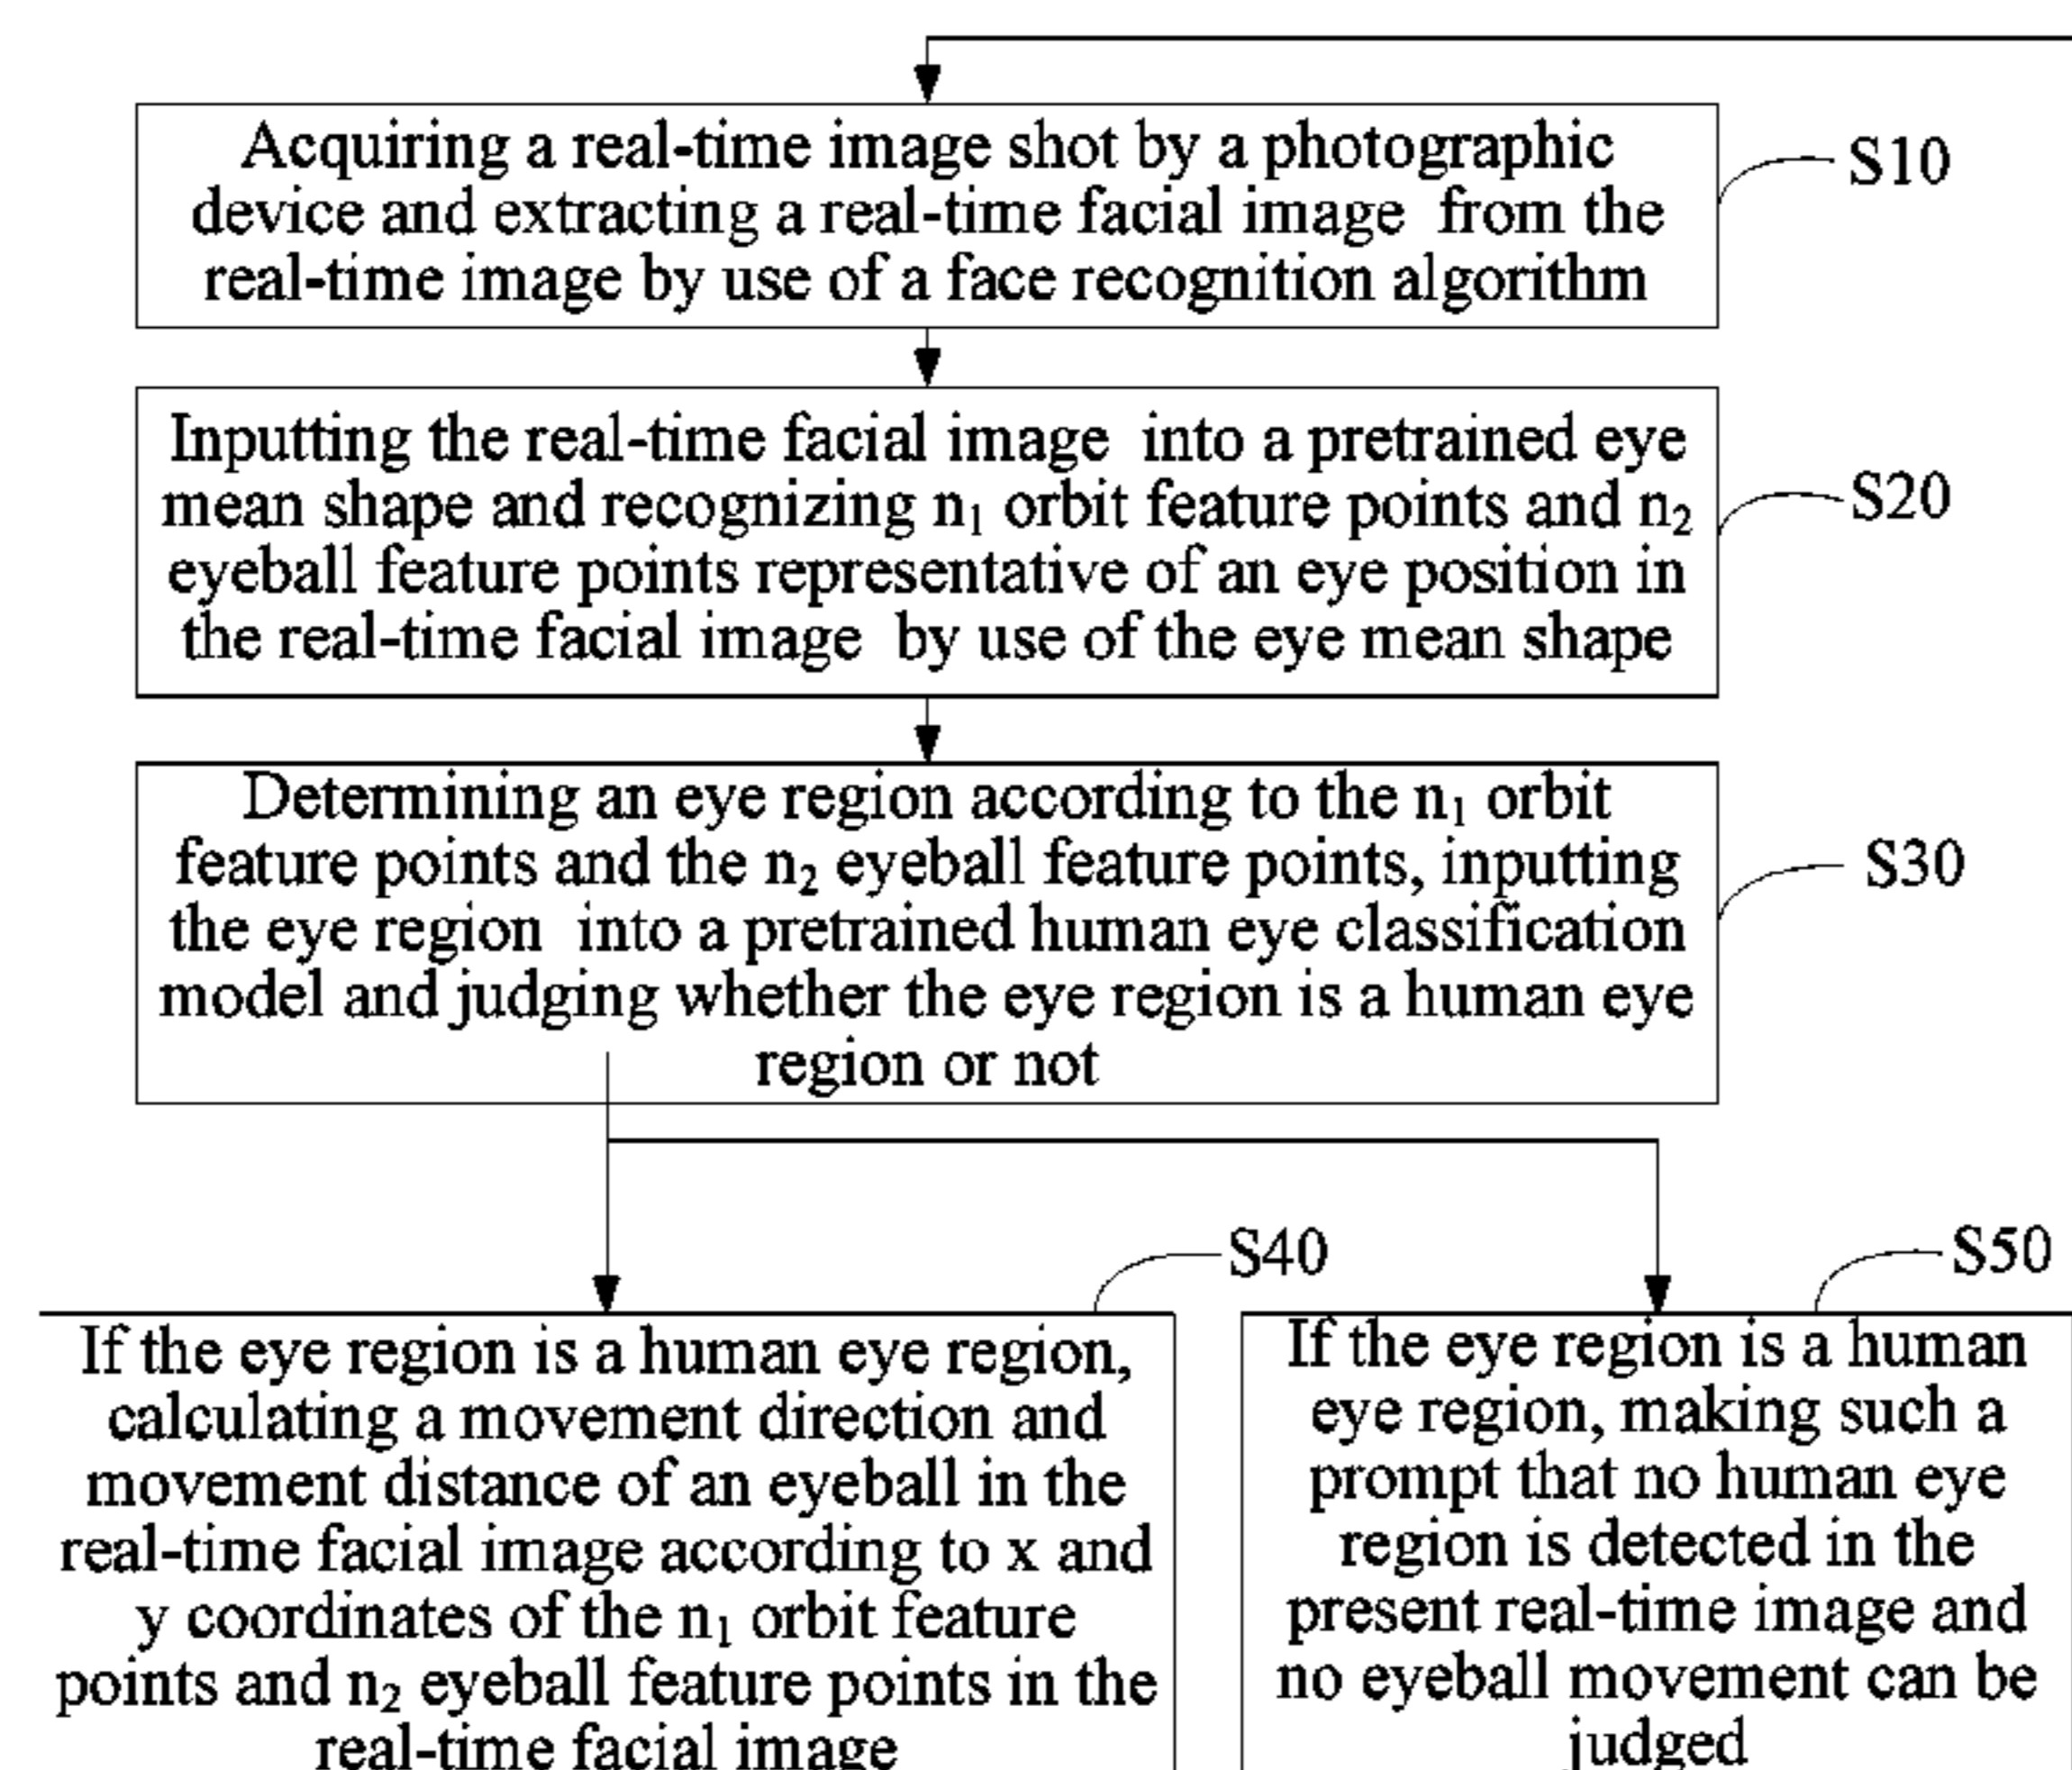 Acquiring a real-time image shot by a photographic
device and extracting a real-time facial image from the
real-time image by use of a face recognition algorithm
S10
Inputting the real-time facial image into a pretrained eye
mean shape and recognizing n₁ orbit feature points and n₂
eyeball feature points representative of an eye position in
the real-time facial image by use of the eye mean shape
S20
Determining an eye region according to the n₁ orbit
feature points and the n₂ eyeball feature points, inputting
the eye region into a pretrained human eye classification
model and judging whether the eye region is a human eye
region or not
S30
S40
If the eye region is a human eye region,
calculating a movement direction and
movement distance of an eyeball in the
real-time facial image according to x and
y coordinates of the n₁ orbit feature
points and n₂ eyeball feature points in the
real-time facial image
S50
If the eye region is a human
eye region, making such a
prompt that no human eye
region is detected in the
present real-time image and
no eyeball movement can be
judged